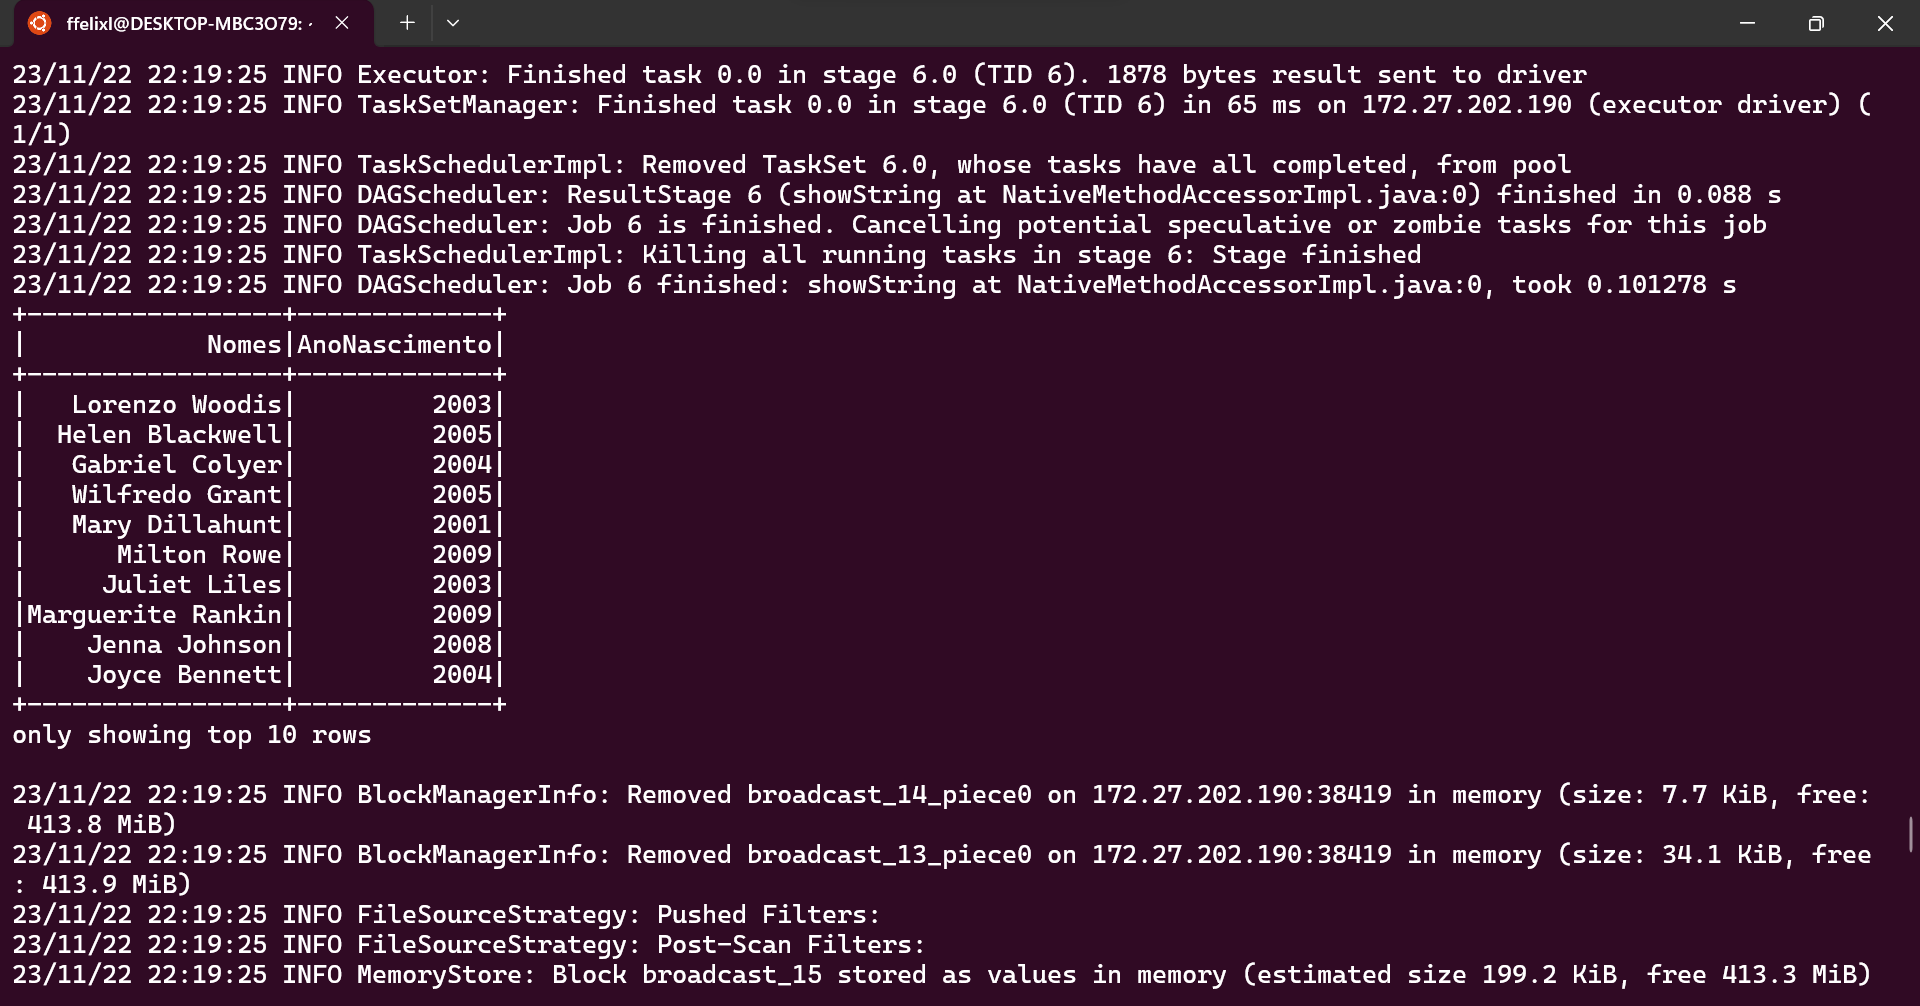 ffelixl@DESKTOP-MBC3O79: ~
23/11/22 22:19:25 INFO Executor: Finished task 0.0 in stage 6.0 (TID 6). 1878 bytes result sent to driver
23/11/22 22:19:25 INFO TaskSetManager: Finished task 0.0 in stage 6.0 (TID 6) in 65 ms on 172.27.202.190 (executor driver) (
1/1)
23/11/22 22:19:25 INFO TaskSchedulerImpl: Removed TaskSet 6.0, whose tasks have all completed, from pool
23/11/22 22:19:25 INFO DAGScheduler: ResultStage 6 (showString at NativeMethodAccessorImpl.java:0) finished in 0.088 s
23/11/22 22:19:25 INFO DAGScheduler: Job 6 is finished. Cancelling potential speculative or zombie tasks for this job
23/11/22 22:19:25 INFO TaskSchedulerImpl: Killing all running tasks in stage 6: Stage finished
23/11/22 22:19:25 INFO DAGScheduler: Job 6 finished: showString at NativeMethodAccessorImpl.java:0, took 0.101278 s
+-----------------+-------------+
|            Nomes|AnoNascimento|
+-----------------+-------------+
|   Lorenzo Woodis|         2003|
|  Helen Blackwell|         2005|
|   Gabriel Colyer|         2004|
|   Wilfredo Grant|         2005|
|   Mary Dillahunt|         2001|
|      Milton Rowe|         2009|
|     Juliet Liles|         2003|
|Marguerite Rankin|         2009|
|    Jenna Johnson|         2008|
|    Joyce Bennett|         2004|
+-----------------+-------------+
only showing top 10 rows
23/11/22 22:19:25 INFO BlockManagerInfo: Removed broadcast_14_piece0 on 172.27.202.190:38419 in memory (size: 7.7 KiB, free:
 413.8 MiB)
23/11/22 22:19:25 INFO BlockManagerInfo: Removed broadcast_13_piece0 on 172.27.202.190:38419 in memory (size: 34.1 KiB, free
: 413.9 MiB)
23/11/22 22:19:25 INFO FileSourceStrategy: Pushed Filters:
23/11/22 22:19:25 INFO FileSourceStrategy: Post-Scan Filters:
23/11/22 22:19:25 INFO MemoryStore: Block broadcast_15 stored as values in memory (estimated size 199.2 KiB, free 413.3 MiB)